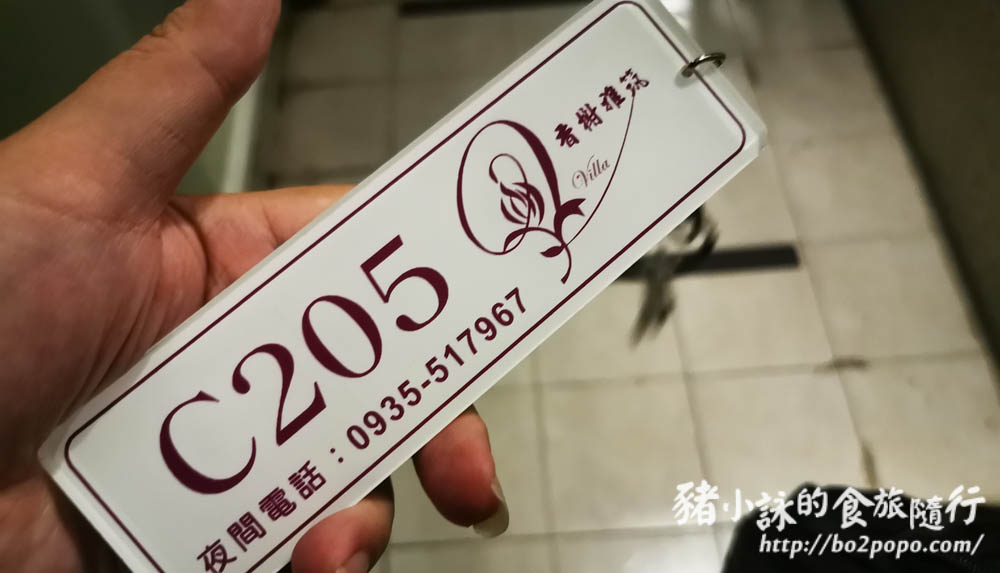 香榭雅筑
Villa
C205
夜間電話：0935-517967
豬小詠的食旅隨行
http://bo2popo.com/